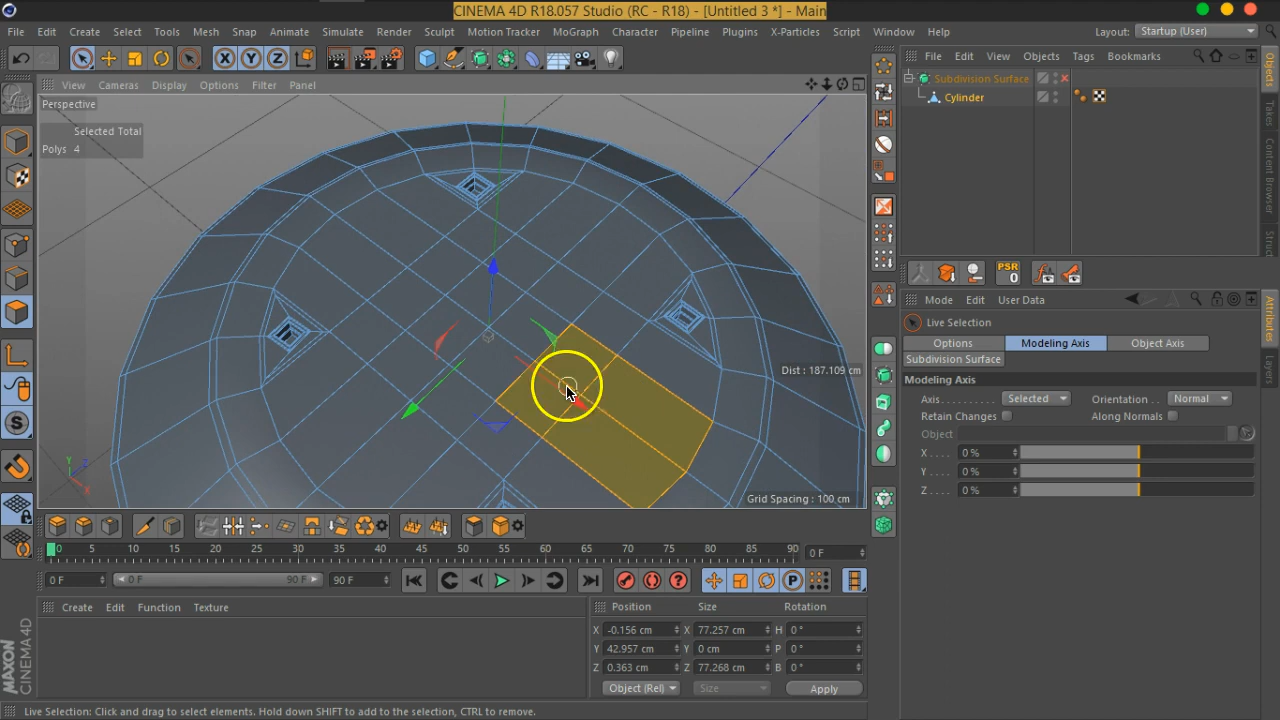 CINEMA 4D R18.057 Studio (RC - R18) - [Untitled 3 *] - Main
File Edit Create Select Tools Mesh Snap Animate Simulate Render Sculpt Motion Tracker MoGraph Character Pipeline Plugins X-Particles Script Window Help Layout: Startup (User)
X Y Z
View Cameras Display Options Filter Panel
File Edit View Objects Tags Bookmarks
Perspective
Selected Total
Polys 4
Subdivision Surface
Cylinder
Objects
Takes
Content Browser
PSR
0
Mode Edit User Data
Live Selection
Options Modeling Axis Object Axis
Subdivision Surface
Modeling Axis
Axis Selected Orientation Normal
Retain Changes Along Normals
Object
X 0 %
Y 0 %
Z 0 %
Attributes
Layers
Dist : 187.109 cm
Grid Spacing : 100 cm
0 5 10 15 20 25 30 35 40 45 50 55 60 65 70 75 80 85 90 0 F
0 F 0 F 90 F 90 F
Create Edit Function Texture
Position Size Rotation
X -0.156 cm X 77.257 cm H 0 °
Y 42.957 cm Y 0 cm P 0 °
Z 0.363 cm Z 77.268 cm B 0 °
Object (Rel) Size Apply
MAXON
CINEMA 4D
Live Selection: Click and drag to select elements. Hold down SHIFT to add to the selection, CTRL to remove.